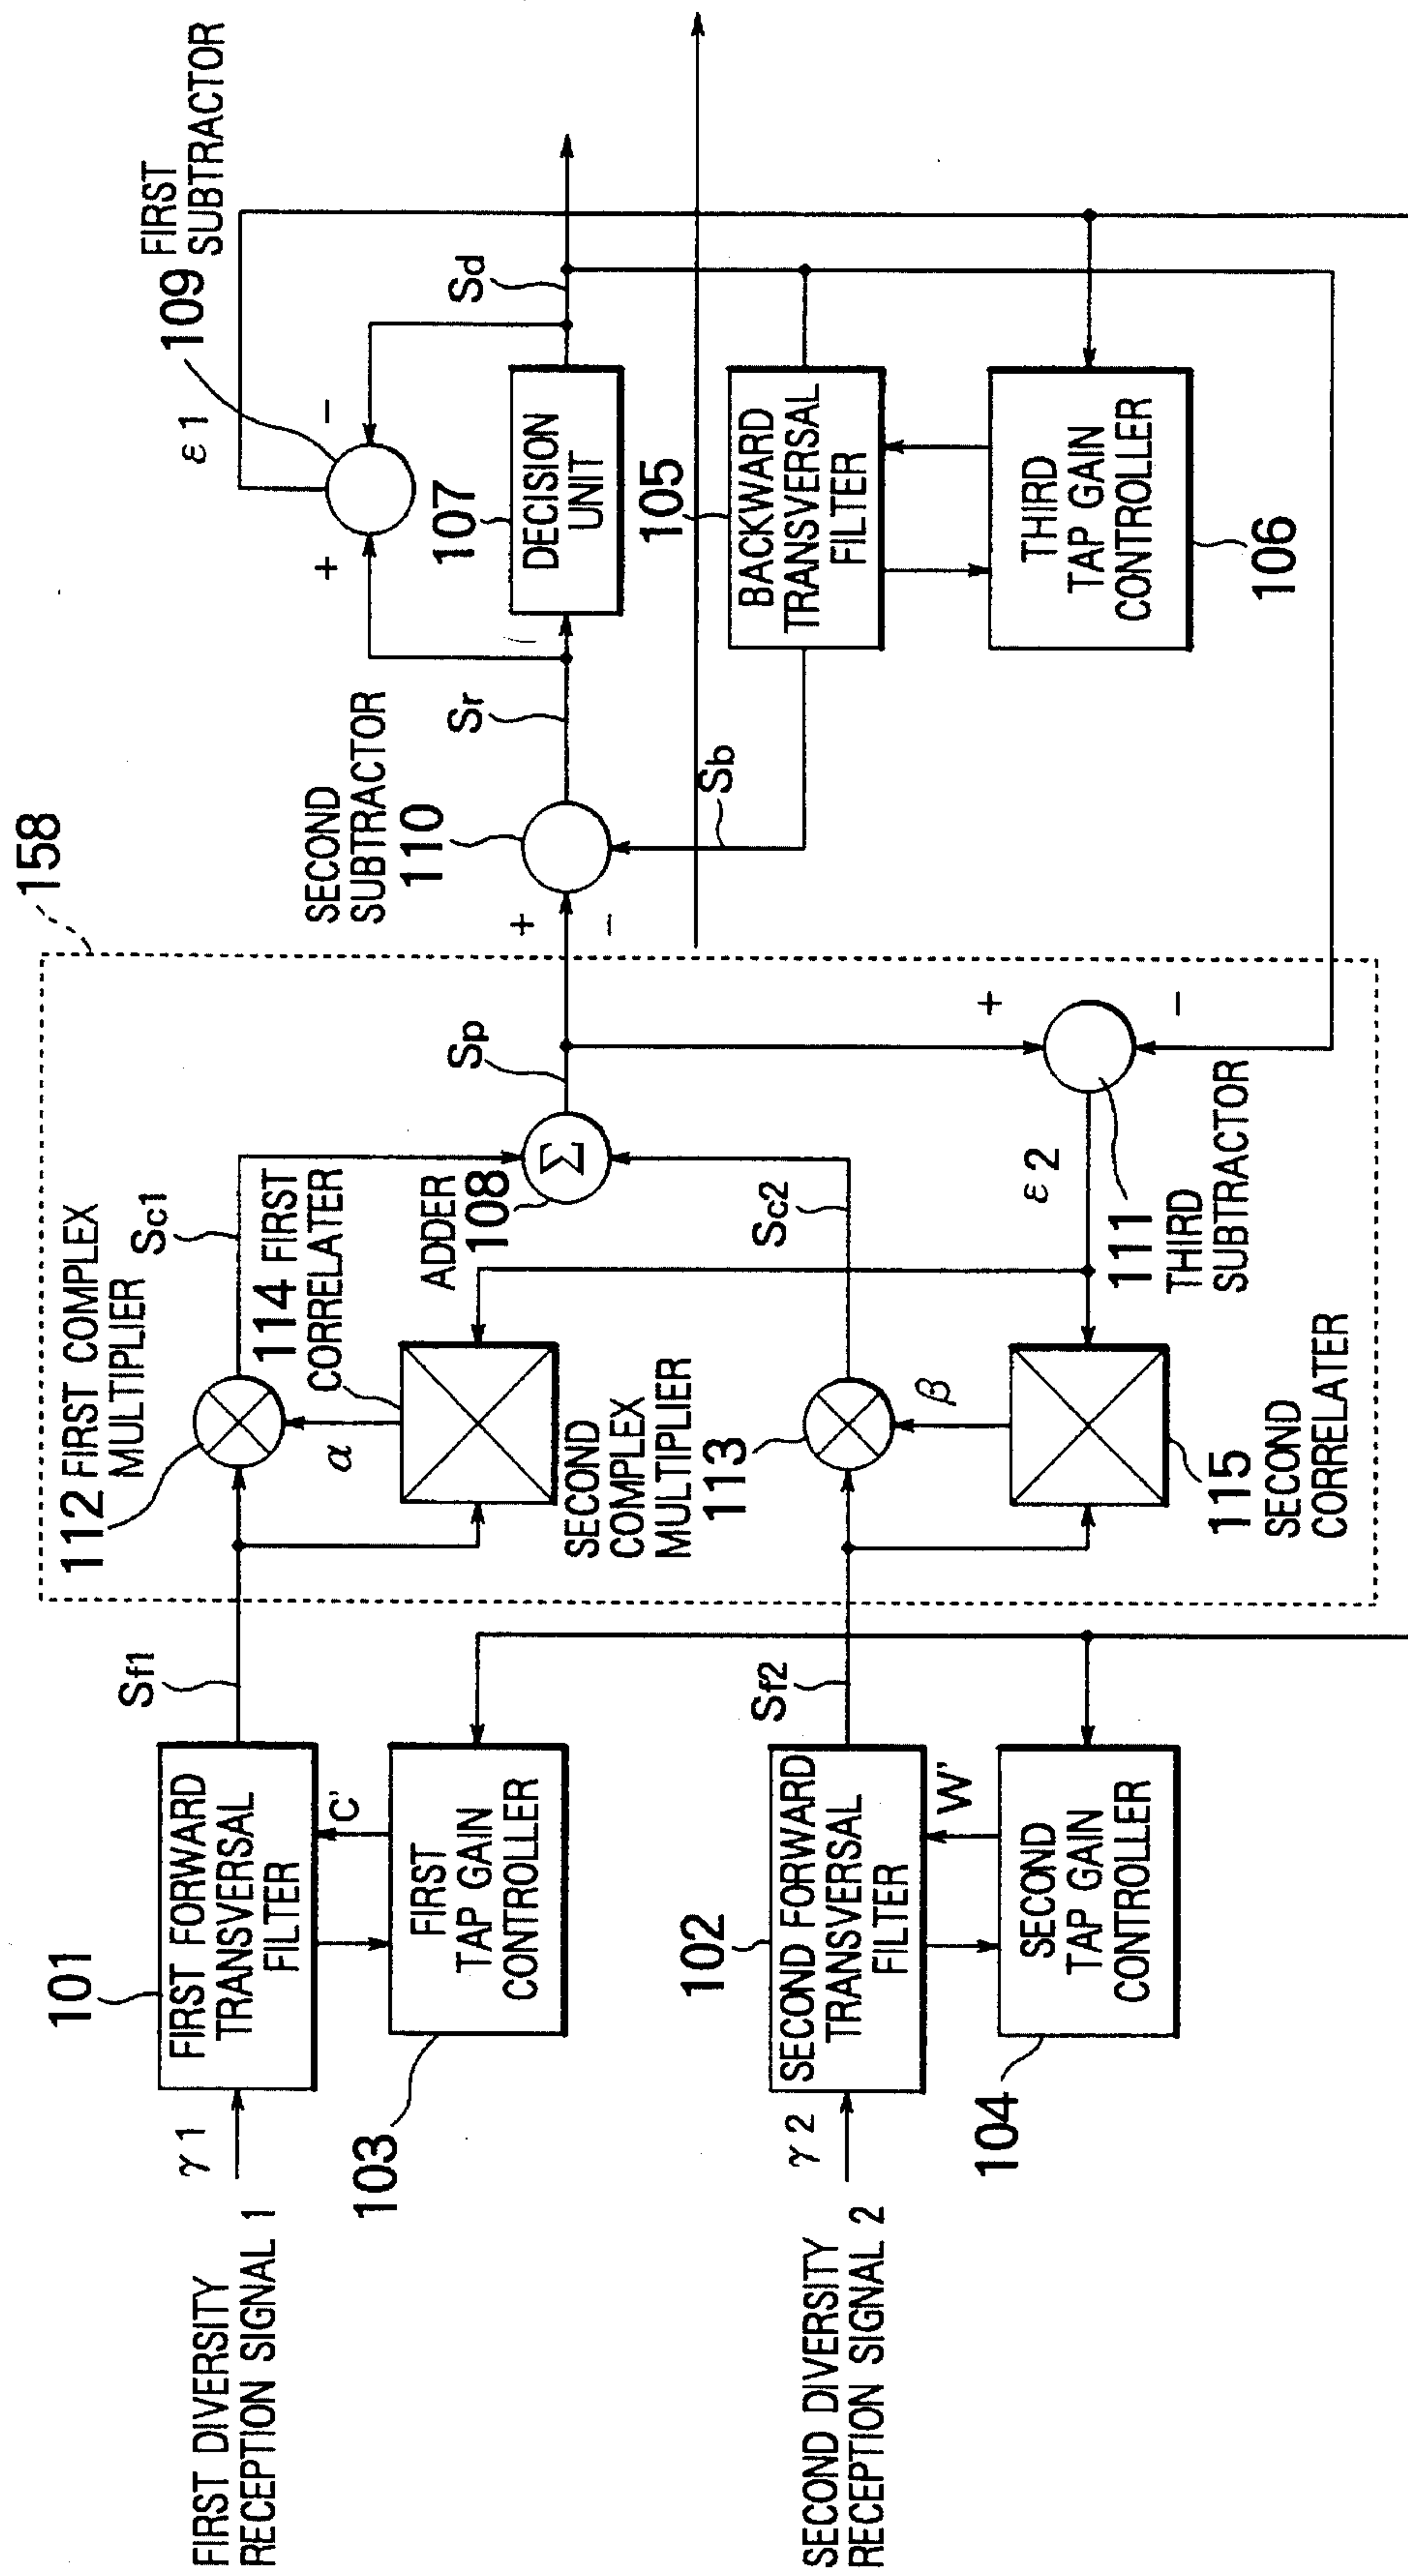 158
112 FIRST COMPLEX
MULTIPLIER
Sc1
α
114 FIRST
CORRELATER
ADDER
108
Σ
Sp
SECOND
SUBTRACTOR
110
+
−
Sr
Sb
109
FIRST
SUBTRACTOR
ε1
+
−
107
DECISION
UNIT
Sd
105
BACKWARD
TRANSVERSAL
FILTER
THIRD
TAP GAIN
CONTROLLER
106
FIRST DIVERSITY
RECEPTION SIGNAL 1
γ1
101
FIRST FORWARD
TRANSVERSAL
FILTER
Sf1
C'
FIRST
TAP GAIN
CONTROLLER
103
SECOND
COMPLEX
MULTIPLIER
113
Sc2
β
115
SECOND
CORRELATER
ε2
+
−
111
THIRD
SUBTRACTOR
SECOND DIVERSITY
RECEPTION SIGNAL 2
γ2
102
SECOND FORWARD
TRANSVERSAL
FILTER
Sf2
W'
SECOND
TAP GAIN
CONTROLLER
104